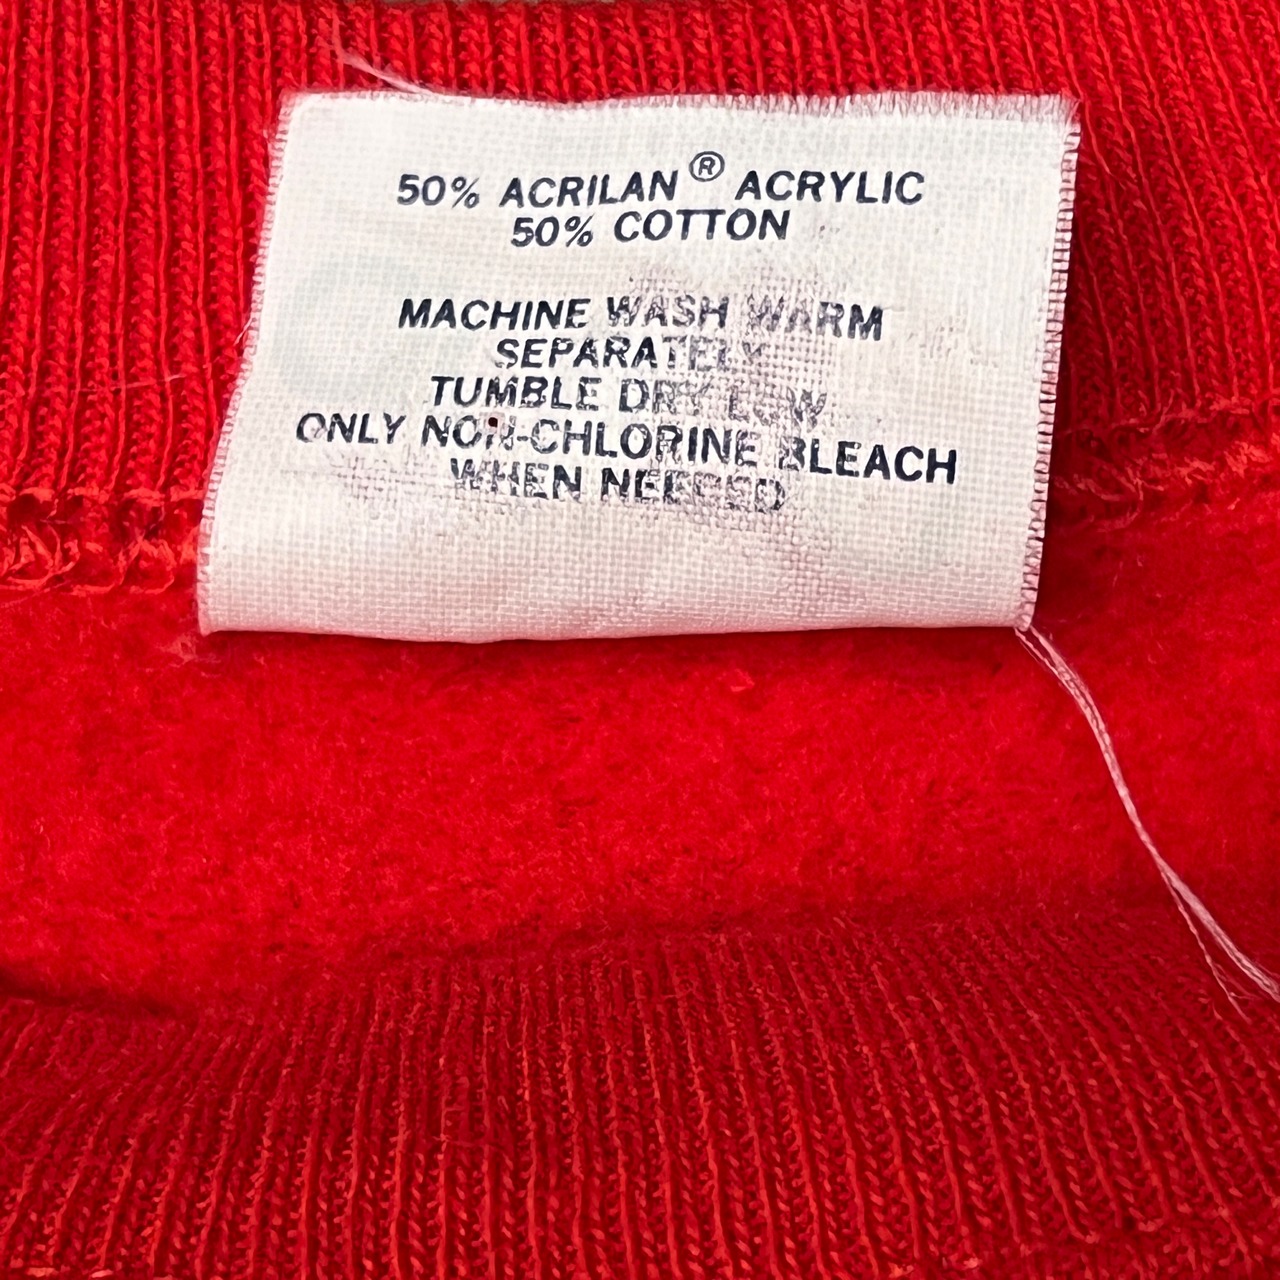 50% ACRILAN® ACRYLIC
50% COTTON
MACHINE WASH WARM
SEPARATELY
TUMBLE DRY LOW
ONLY NON-CHLORINE BLEACH
WHEN NEEDED